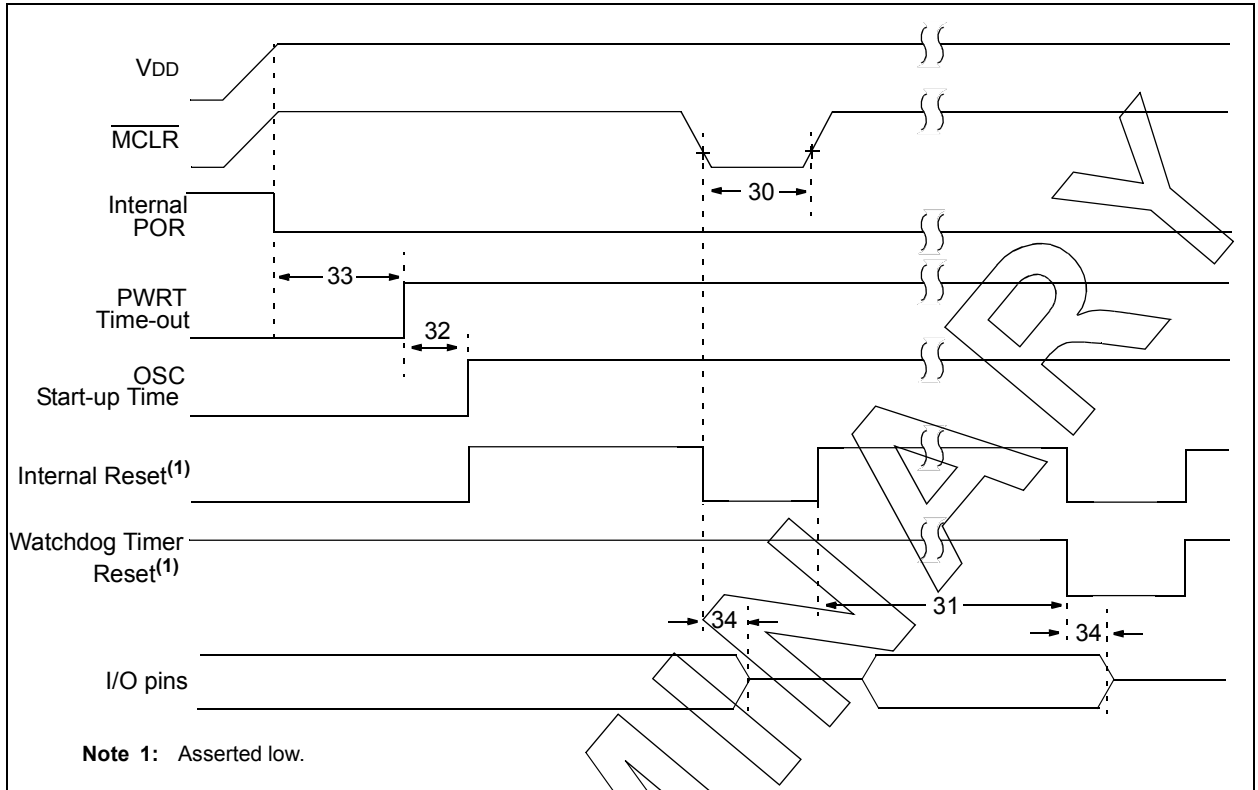 VDD
MCLR
Internal
POR
30
33
PWRT
Time-out
32
OSC
Start-up Time
Internal Reset(1)
Watchdog Timer
Reset(1)
31
34
34
I/O pins
Note 1: Asserted low.
INARY